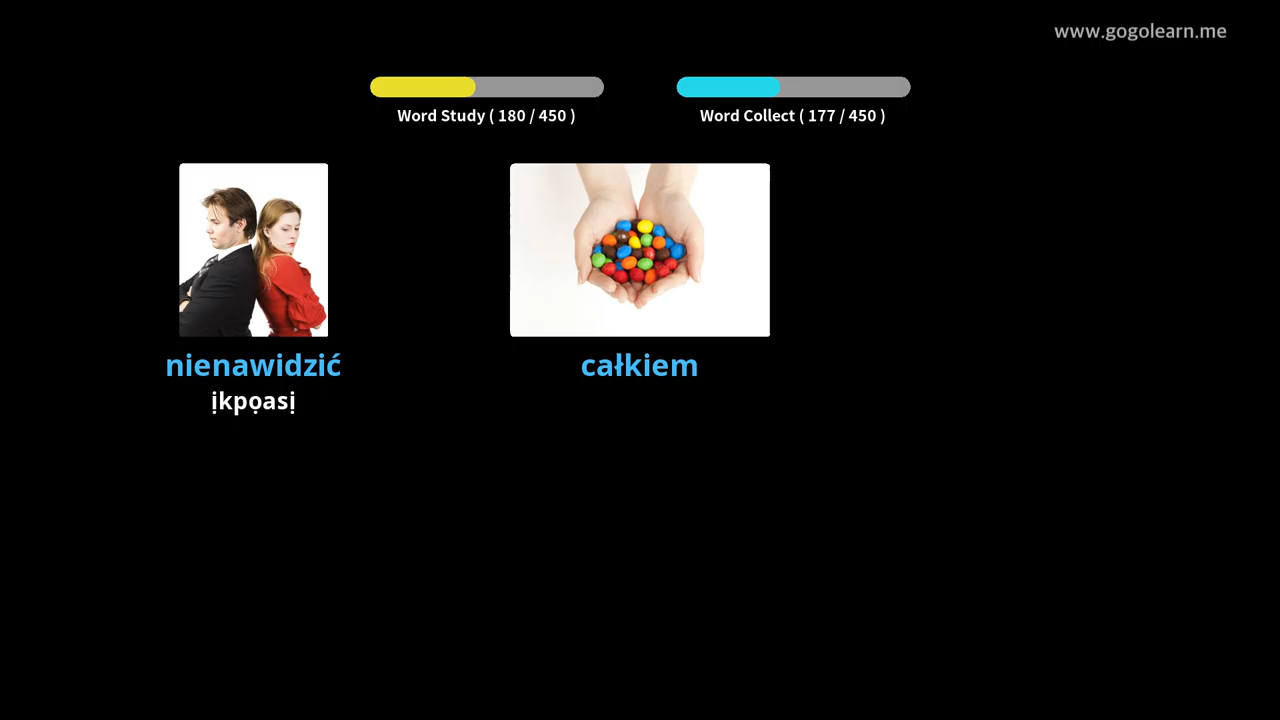 www.gogolearn.me
Word Study ( 180 / 450 )
Word Collect ( 177 / 450 )
nienawidzić
całkiem
ịkpọasị